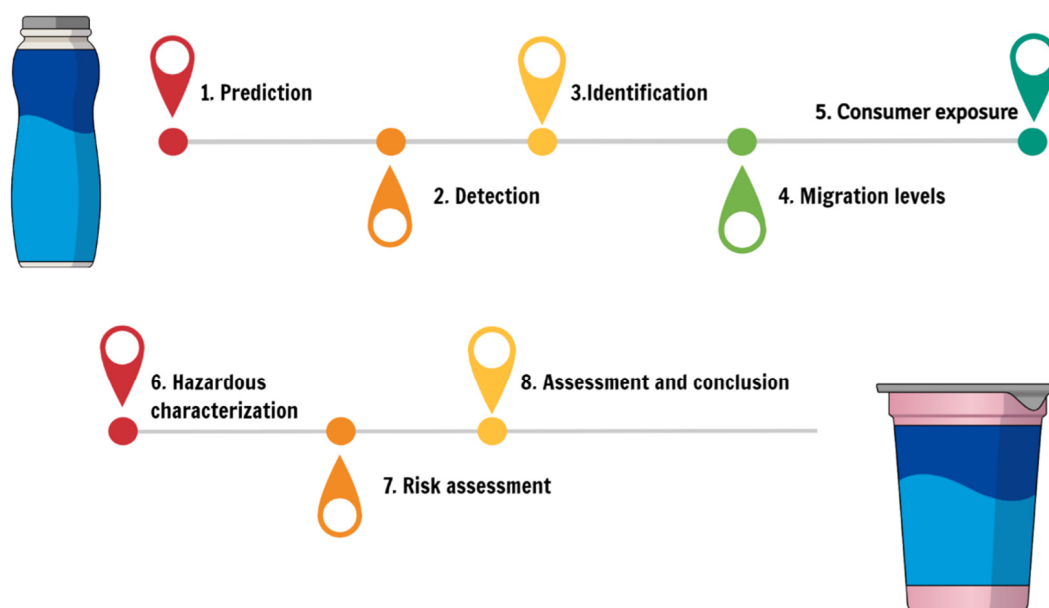 1. Prediction
2. Detection
3.Identification
4. Migration levels
5. Consumer exposure
6. Hazardous
characterization
7. Risk assessment
8. Assessment and conclusion